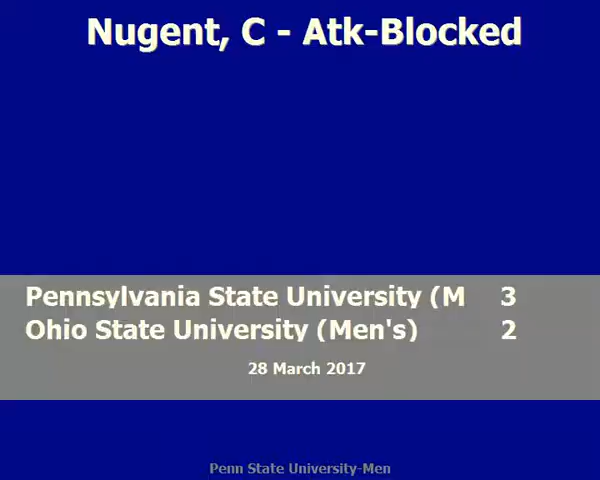 Nugent, C - Atk-Blocked
Pennsylvania State University (M 3
Ohio State University (Men's) 2
28 March 2017
Penn State University-Men